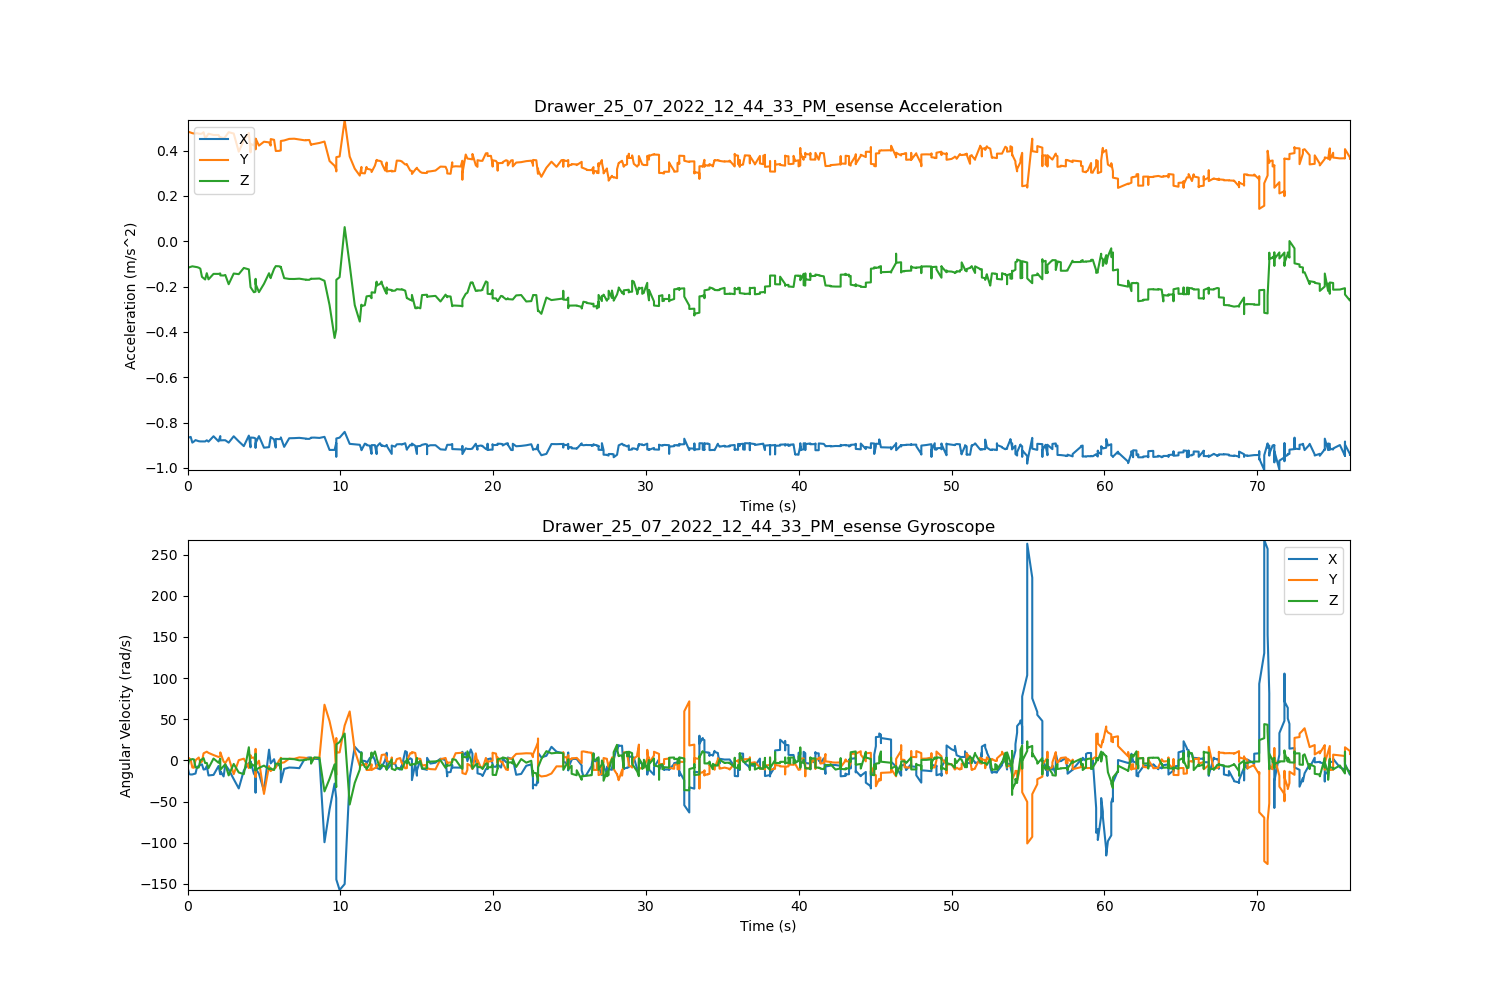 Drawer_25_07_2022_12_44_33_PM_esense Acceleration
X
Y
Z
0.4
0.2
0.0
−0.2
−0.4
−0.6
−0.8
−1.0
Acceleration (m/s^2)
0 10 20 30 40 50 60 70
Time (s)
Drawer_25_07_2022_12_44_33_PM_esense Gyroscope
X
Y
Z
250
200
150
100
50
0
−50
−100
−150
Angular Velocity (rad/s)
0 10 20 30 40 50 60 70
Time (s)